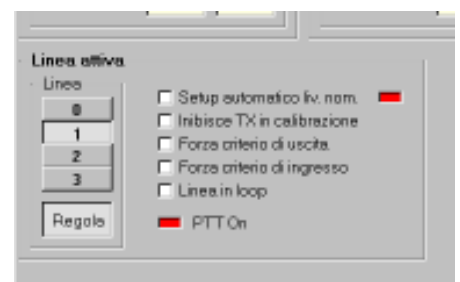 Linea attiva
Linea
0
1
2
3
Regola
Setup automatico liv. nom.
Inibisce TX in calibrazione
Forza criterio di uscita
Forza criterio di ingresso
Linea in loop
PTT On